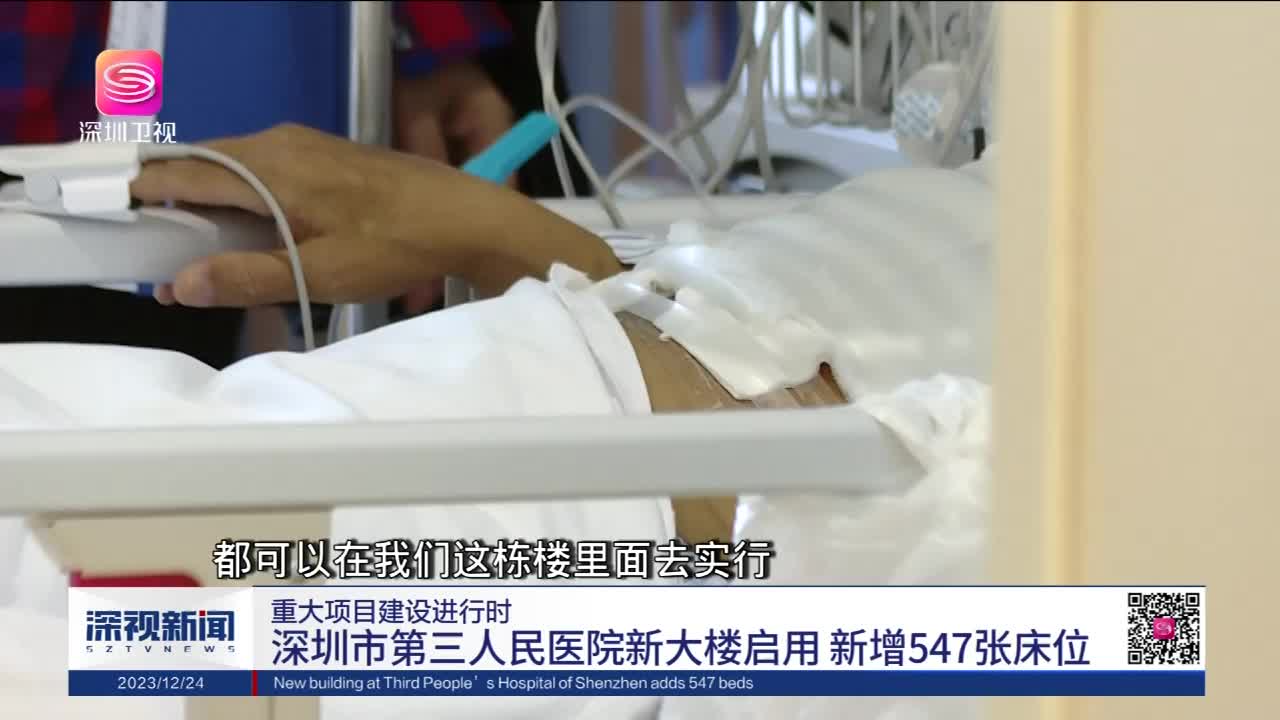 深圳卫视
都可以在我们这栋楼里面去实行
深视新闻
SZTVNEWS
2023/12/24
重大项目建设进行时
深圳市第三人民医院新大楼启用 新增547张床位
New building at Third People's Hospital of Shenzhen adds 547 beds